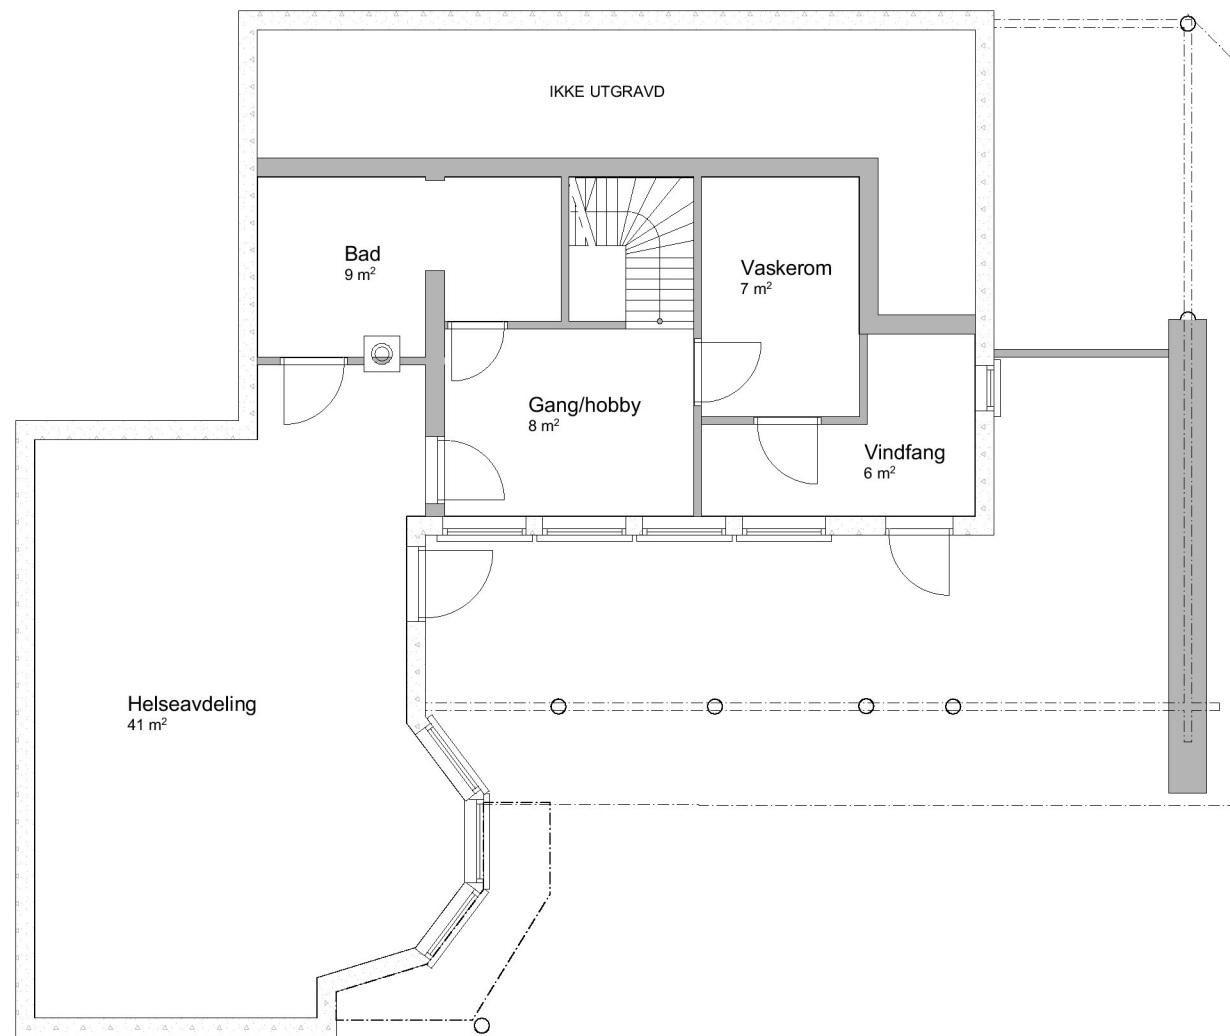 IKKE UTGRAVD
Bad
9 m²
Vaskerom
7 m²
Gang/hobby
8 m²
Vindfang
6 m²
Helseavdeling
41 m²